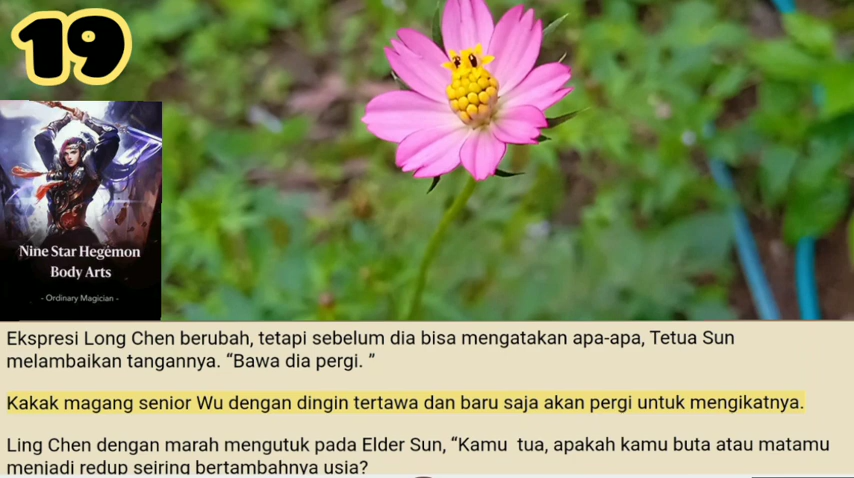 19
Nine Star Hegemon
Body Arts
- Ordinary Magician -
Ekspresi Long Chen berubah, tetapi sebelum dia bisa mengatakan apa-apa, Tetua Sun
melambaikan tangannya. “Bawa dia pergi. ”
Kakak magang senior Wu dengan dingin tertawa dan baru saja akan pergi untuk mengikatnya.
Ling Chen dengan marah mengutuk pada Elder Sun, “Kamu tua, apakah kamu buta atau matamu
menjadi redup seiring bertambahnya usia?